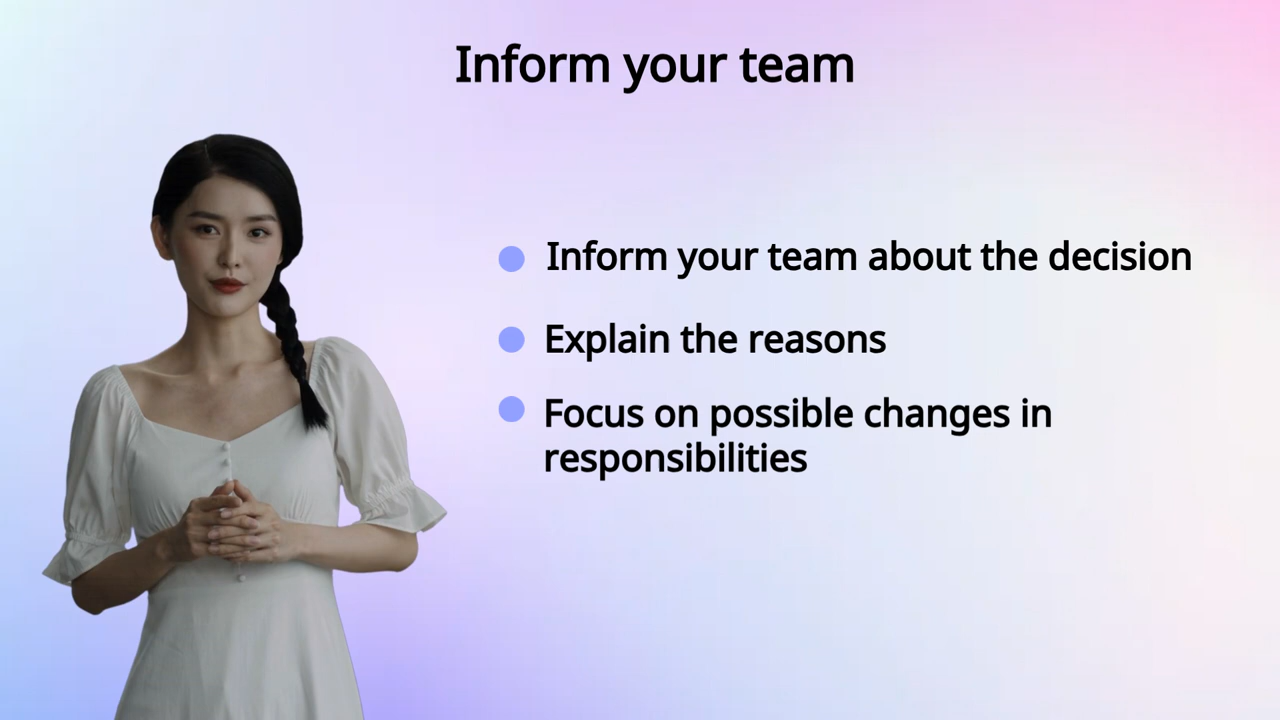 Inform your team
Inform your team about the decision
Explain the reasons
Focus on possible changes in
responsibilities